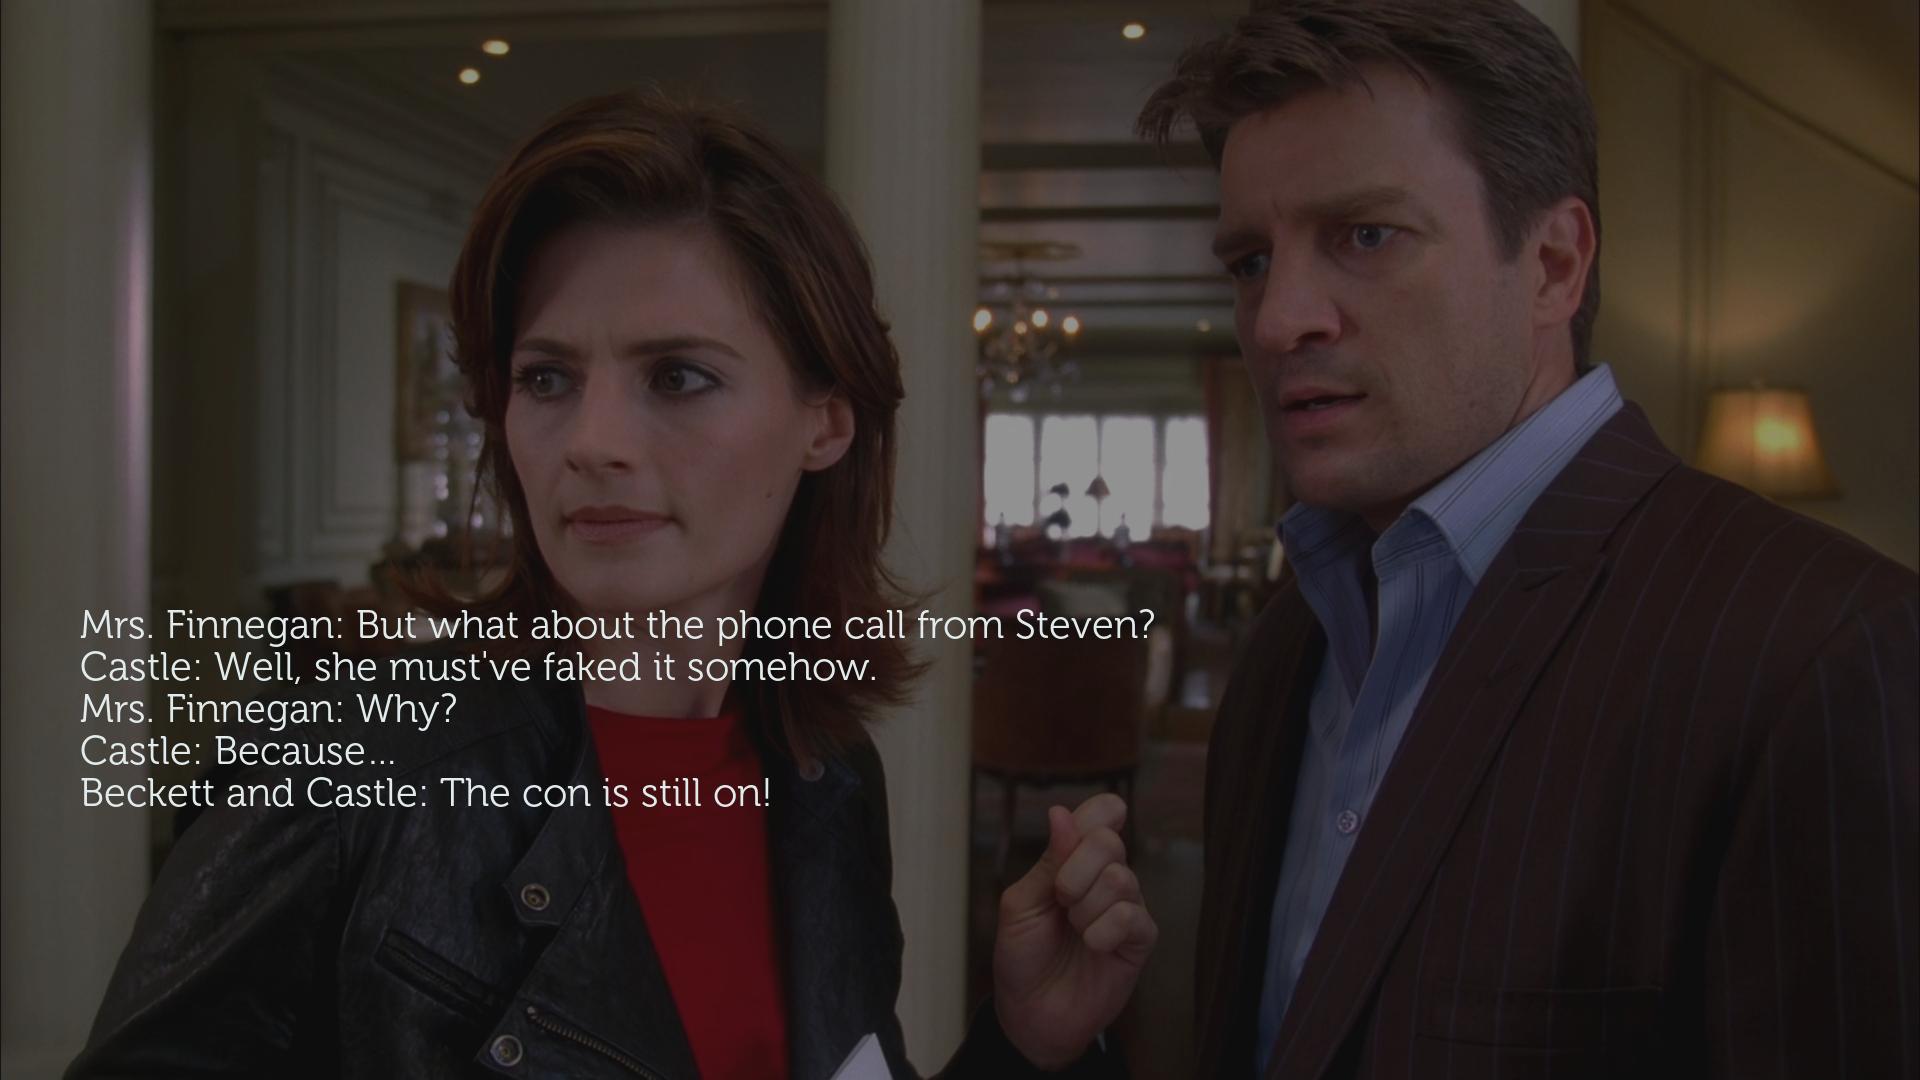 Mrs. Finnegan: But what about the phone call from Steven?
Castle: Well, she must've faked it somehow.
Mrs. Finnegan: Why?
Castle: Because...
Beckett and Castle: The con is still on!